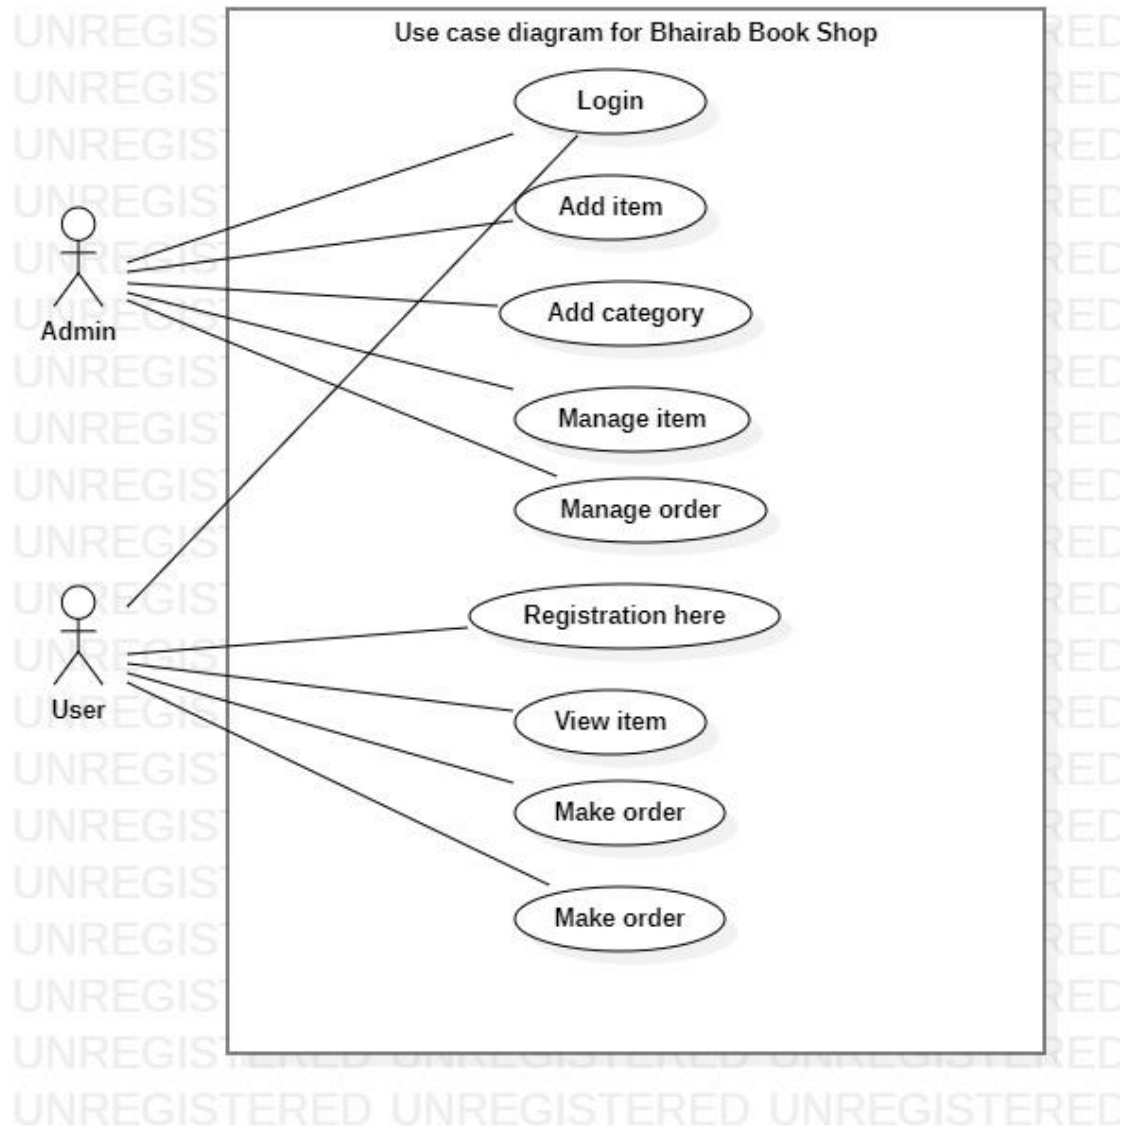 Use case diagram for Bhairab Book Shop
Login
Add item
Add category
Admin
Manage item
Manage order
Registration here
User
View item
Make order
Make order
UNREGISTERED UNREGISTERED UNREGISTERED